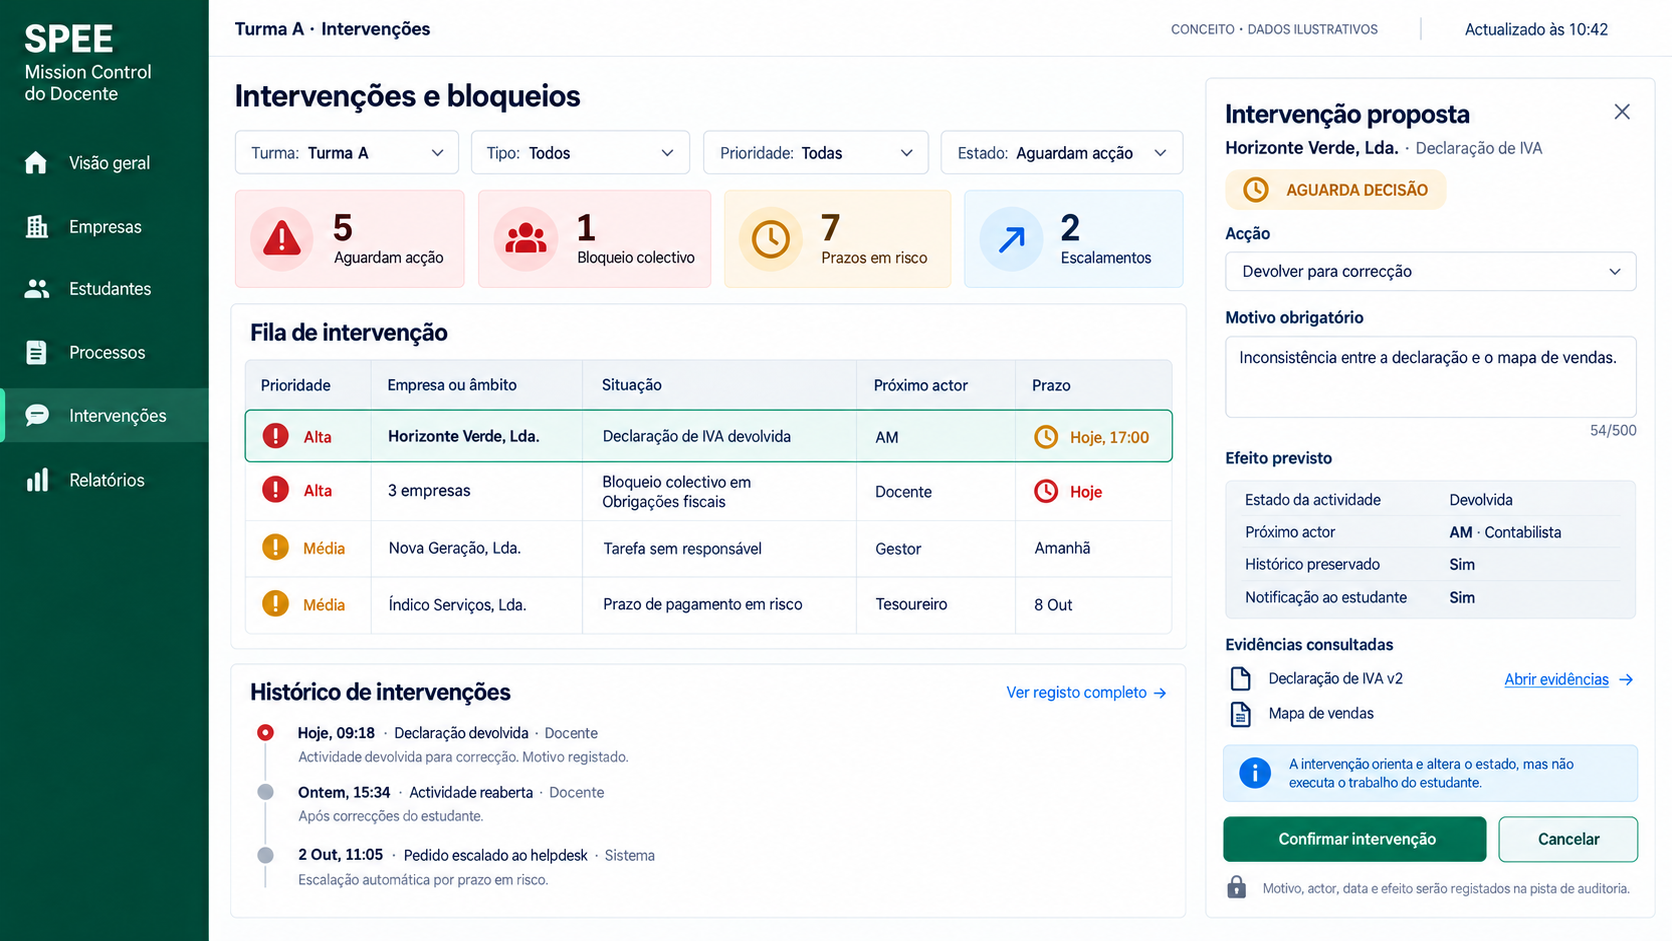 SPEE
Mission Control
do Docente
Visão geral
Empresas
Estudantes
Processos
Intervenções
Relatórios
Turma A · Intervenções
CONCEITO · DADOS ILUSTRATIVOS
Actualizado às 10:42
Intervenções e bloqueios
Turma: Turma A
Tipo: Todos
Prioridade: Todas
Estado: Aguardam acção
5
Aguardam acção
1
Bloqueio colectivo
7
Prazos em risco
2
Escalamentos
Fila de intervenção
Prioridade Empresa ou âmbito Situação Próximo actor Prazo
Alta Horizonte Verde, Lda. Declaração de IVA devolvida AM Hoje, 17:00
Alta 3 empresas Bloqueio colectivo em
Obrigações fiscais Docente Hoje
Média Nova Geração, Lda. Tarefa sem responsável Gestor Amanhã
Média Índico Serviços, Lda. Prazo de pagamento em risco Tesoureiro 8 Out
Histórico de intervenções
Ver registo completo →
Hoje, 09:18 · Declaração devolvida · Docente
Actividade devolvida para correcção. Motivo registado.
Ontem, 15:34 · Actividade reaberta · Docente
Após correcções do estudante.
2 Out, 11:05 · Pedido escalado ao helpdesk · Sistema
Escalação automática por prazo em risco.
Intervenção proposta
Horizonte Verde, Lda. · Declaração de IVA
AGUARDA DECISÃO
Acção
Devolver para correcção
Motivo obrigatório
Inconsistência entre a declaração e o mapa de vendas.
54/500
Efeito previsto
Estado da actividade Devolvida
Próximo actor AM · Contabilista
Histórico preservado Sim
Notificação ao estudante Sim
Evidências consultadas
Declaração de IVA v2
Abrir evidências →
Mapa de vendas
A intervenção orienta e altera o estado, mas não
executa o trabalho do estudante.
Confirmar intervenção
Cancelar
Motivo, actor, data e efeito serão registados na pista de auditoria.